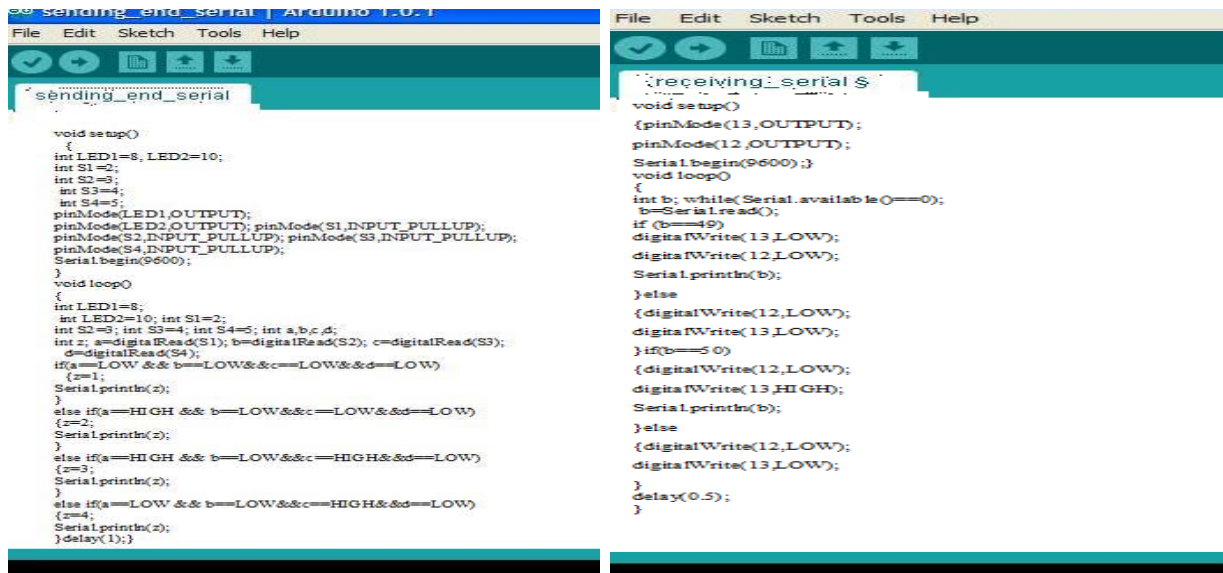 sending_end_serial | Arduino 1.0.1
File Edit Sketch Tools Help
sending_end_serial
void setup()
{
int LED1=8, LED2=10;
int S1=2;
int S2=3;
int S3=4;
int S4=5;
pinMode(LED1,OUTPUT);
pinMode(LED2,OUTPUT); pinMode(S1,INPUT_PULLUP);
pinMode(S2,INPUT_PULLUP); pinMode(S3,INPUT_PULLUP);
pinMode(S4,INPUT_PULLUP);
Serial.begin(9600);
}
void loop()
{
int LED1=8;
int LED2=10; int S1=2;
int S2=3; int S3=4; int S4=5; int a,b,c,d;
int z; a=digitalRead(S1); b=digitalRead(S2); c=digitalRead(S3);
d=digitalRead(S4);
if(a==LOW && b==LOW&&c==LOW&&d==LOW)
{z=1;
Serial.println(z);
}
else if(a==HIGH && b==LOW&&c==LOW&&d==LOW)
{z=2;
Serial.println(z);
}
else if(a==HIGH && b==LOW&&c==HIGH&&d==LOW)
{z=3;
Serial.println(z);
}
else if(a==LOW && b==LOW&&c==HIGH&&d==LOW)
{z=4;
Serial.println(z);
}delay(1);}
File Edit Sketch Tools Help
receiving_serial §
void setup()
{pinMode(13,OUTPUT);
pinMode(12,OUTPUT);
Serial.begin(9600);}
void loop()
{
int b; while(Serial.available()==0);
b=Serial.read();
if (b==49)
digitalWrite(13,LOW);
digitalWrite(12,LOW);
Serial.println(b);
}else
{digitalWrite(12,LOW);
digitalWrite(13,LOW);
}if(b==50)
{digitalWrite(12,LOW);
digitalWrite(13,HIGH);
Serial.println(b);
}else
{digitalWrite(12,LOW);
digitalWrite(13,LOW);
}
delay(0.5);
}